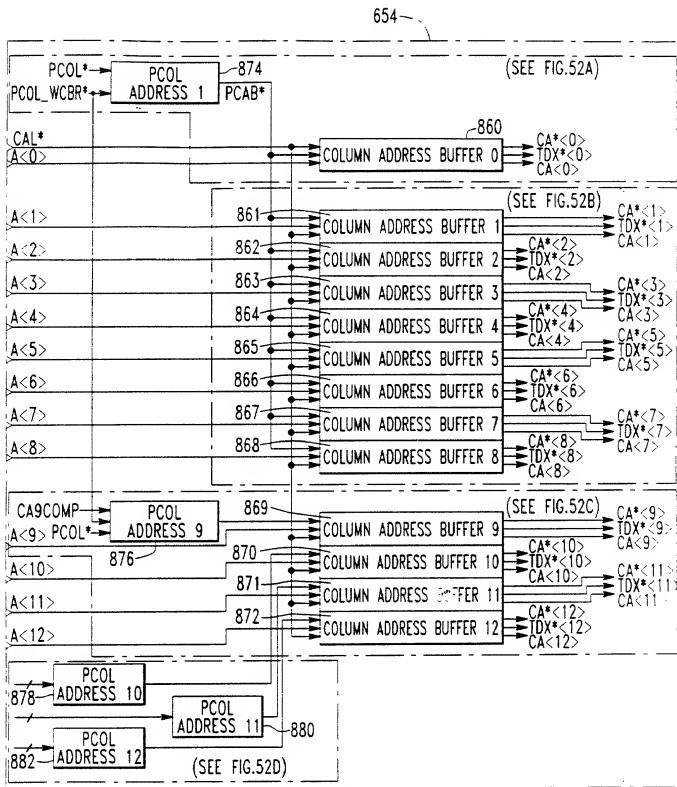 654
PCOL*
PCOL_WCBR*
PCOL
ADDRESS 1
874
PCAB*
(SEE FIG.52A)
CAL*
A<0>
860
COLUMN ADDRESS BUFFER 0
CA*<0>
TDX*<0>
CA<0>
(SEE FIG.52B)
A<1>
861
COLUMN ADDRESS BUFFER 1
CA*<1>
TDX*<1>
CA<1>
A<2>
862
COLUMN ADDRESS BUFFER 2
CA*<2>
TDX*<2>
CA<2>
A<3>
863
COLUMN ADDRESS BUFFER 3
CA*<3>
TDX*<3>
CA<3>
A<4>
864
COLUMN ADDRESS BUFFER 4
CA*<4>
TDX*<4>
CA<4>
A<5>
865
COLUMN ADDRESS BUFFER 5
CA*<5>
TDX*<5>
CA<5>
A<6>
866
COLUMN ADDRESS BUFFER 6
CA*<6>
TDX*<6>
CA<6>
A<7>
867
COLUMN ADDRESS BUFFER 7
CA*<7>
TDX*<7>
CA<7>
A<8>
868
COLUMN ADDRESS BUFFER 8
CA*<8>
TDX*<8>
CA<8>
(SEE FIG.52C)
CA9COMP
PCOL*
PCOL
ADDRESS 9
876
A<9>
869
COLUMN ADDRESS BUFFER 9
CA*<9>
TDX*<9>
CA<9>
A<10>
870
COLUMN ADDRESS BUFFER 10
CA*<10>
TDX*<10>
CA<10>
A<11>
871
COLUMN ADDRESS 11
CA*<11>
TDX*<11>
CA<11
A<12>
872
COLUMN ADDRESS BUFFER 12
CA*<12>
TDX*<12>
CA<12>
878
PCOL
ADDRESS 10
PCOL
ADDRESS 11
880
882
PCOL
ADDRESS 12
(SEE FIG.52D)